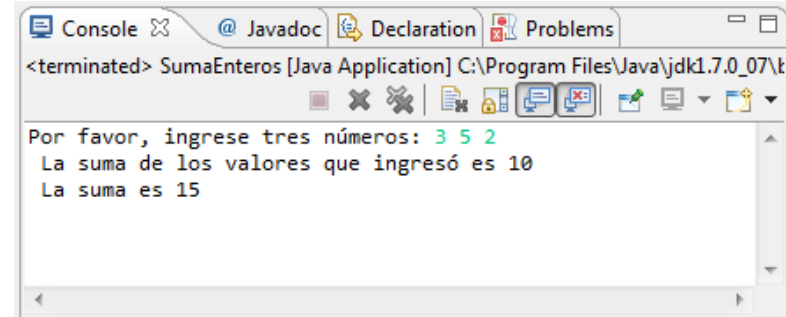 Console @ Javadoc Declaration Problems
<terminated> SumaEnteros [Java Application] C:\Program Files\Java\jdk1.7.0_07\b
Por favor, ingrese tres números: 3 5 2
La suma de los valores que ingresó es 10
La suma es 15